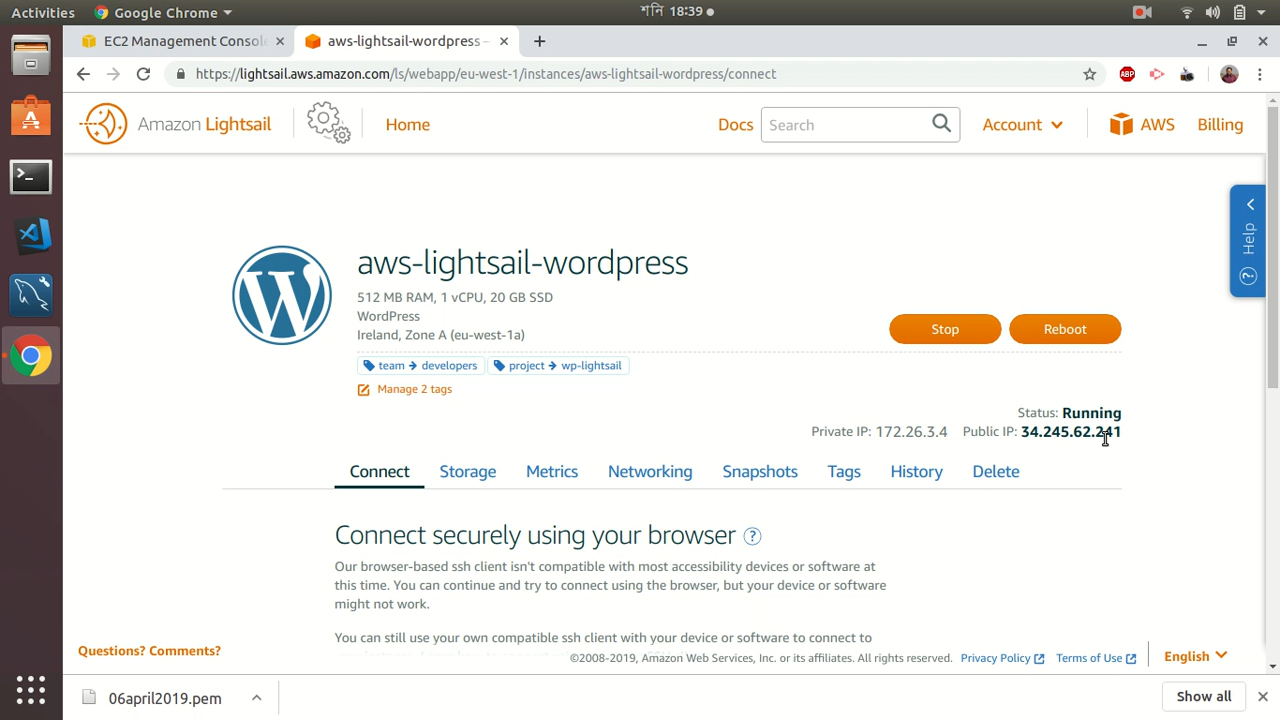 Activities
Google Chrome
শনি 18:39
EC2 Management Consol
aws-lightsail-wordpress –
https://lightsail.aws.amazon.com/ls/webapp/eu-west-1/instances/aws-lightsail-wordpress/connect
ABP
Amazon Lightsail
Home
Docs
Search
Account
AWS
Billing
Help
aws-lightsail-wordpress
512 MB RAM, 1 vCPU, 20 GB SSD
WordPress
Ireland, Zone A (eu-west-1a)
Stop
Reboot
team → developers
project → wp-lightsail
Manage 2 tags
Status: Running
Private IP: 172.26.3.4 Public IP: 34.245.62.241
Connect Storage Metrics Networking Snapshots Tags History Delete
Connect securely using your browser ?
Our browser-based ssh client isn't compatible with most accessibility devices or software at
this time. You can continue and try to connect using the browser, but your device or software
might not work.
You can still use your own compatible ssh client with your device or software to connect to
Questions? Comments?
©2008-2019, Amazon Web Services, Inc. or its affiliates. All rights reserved.
Privacy Policy
Terms of Use
English
06april2019.pem
Show all